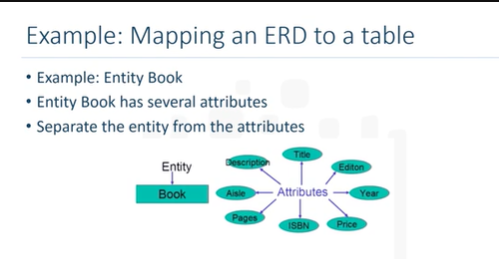 Example: Mapping an ERD to a table
• Example: Entity Book
• Entity Book has several attributes
• Separate the entity from the attributes
Entity
Book
Title
Description
Editon
Aisle
Attributes
Year
Pages
ISBN
Price